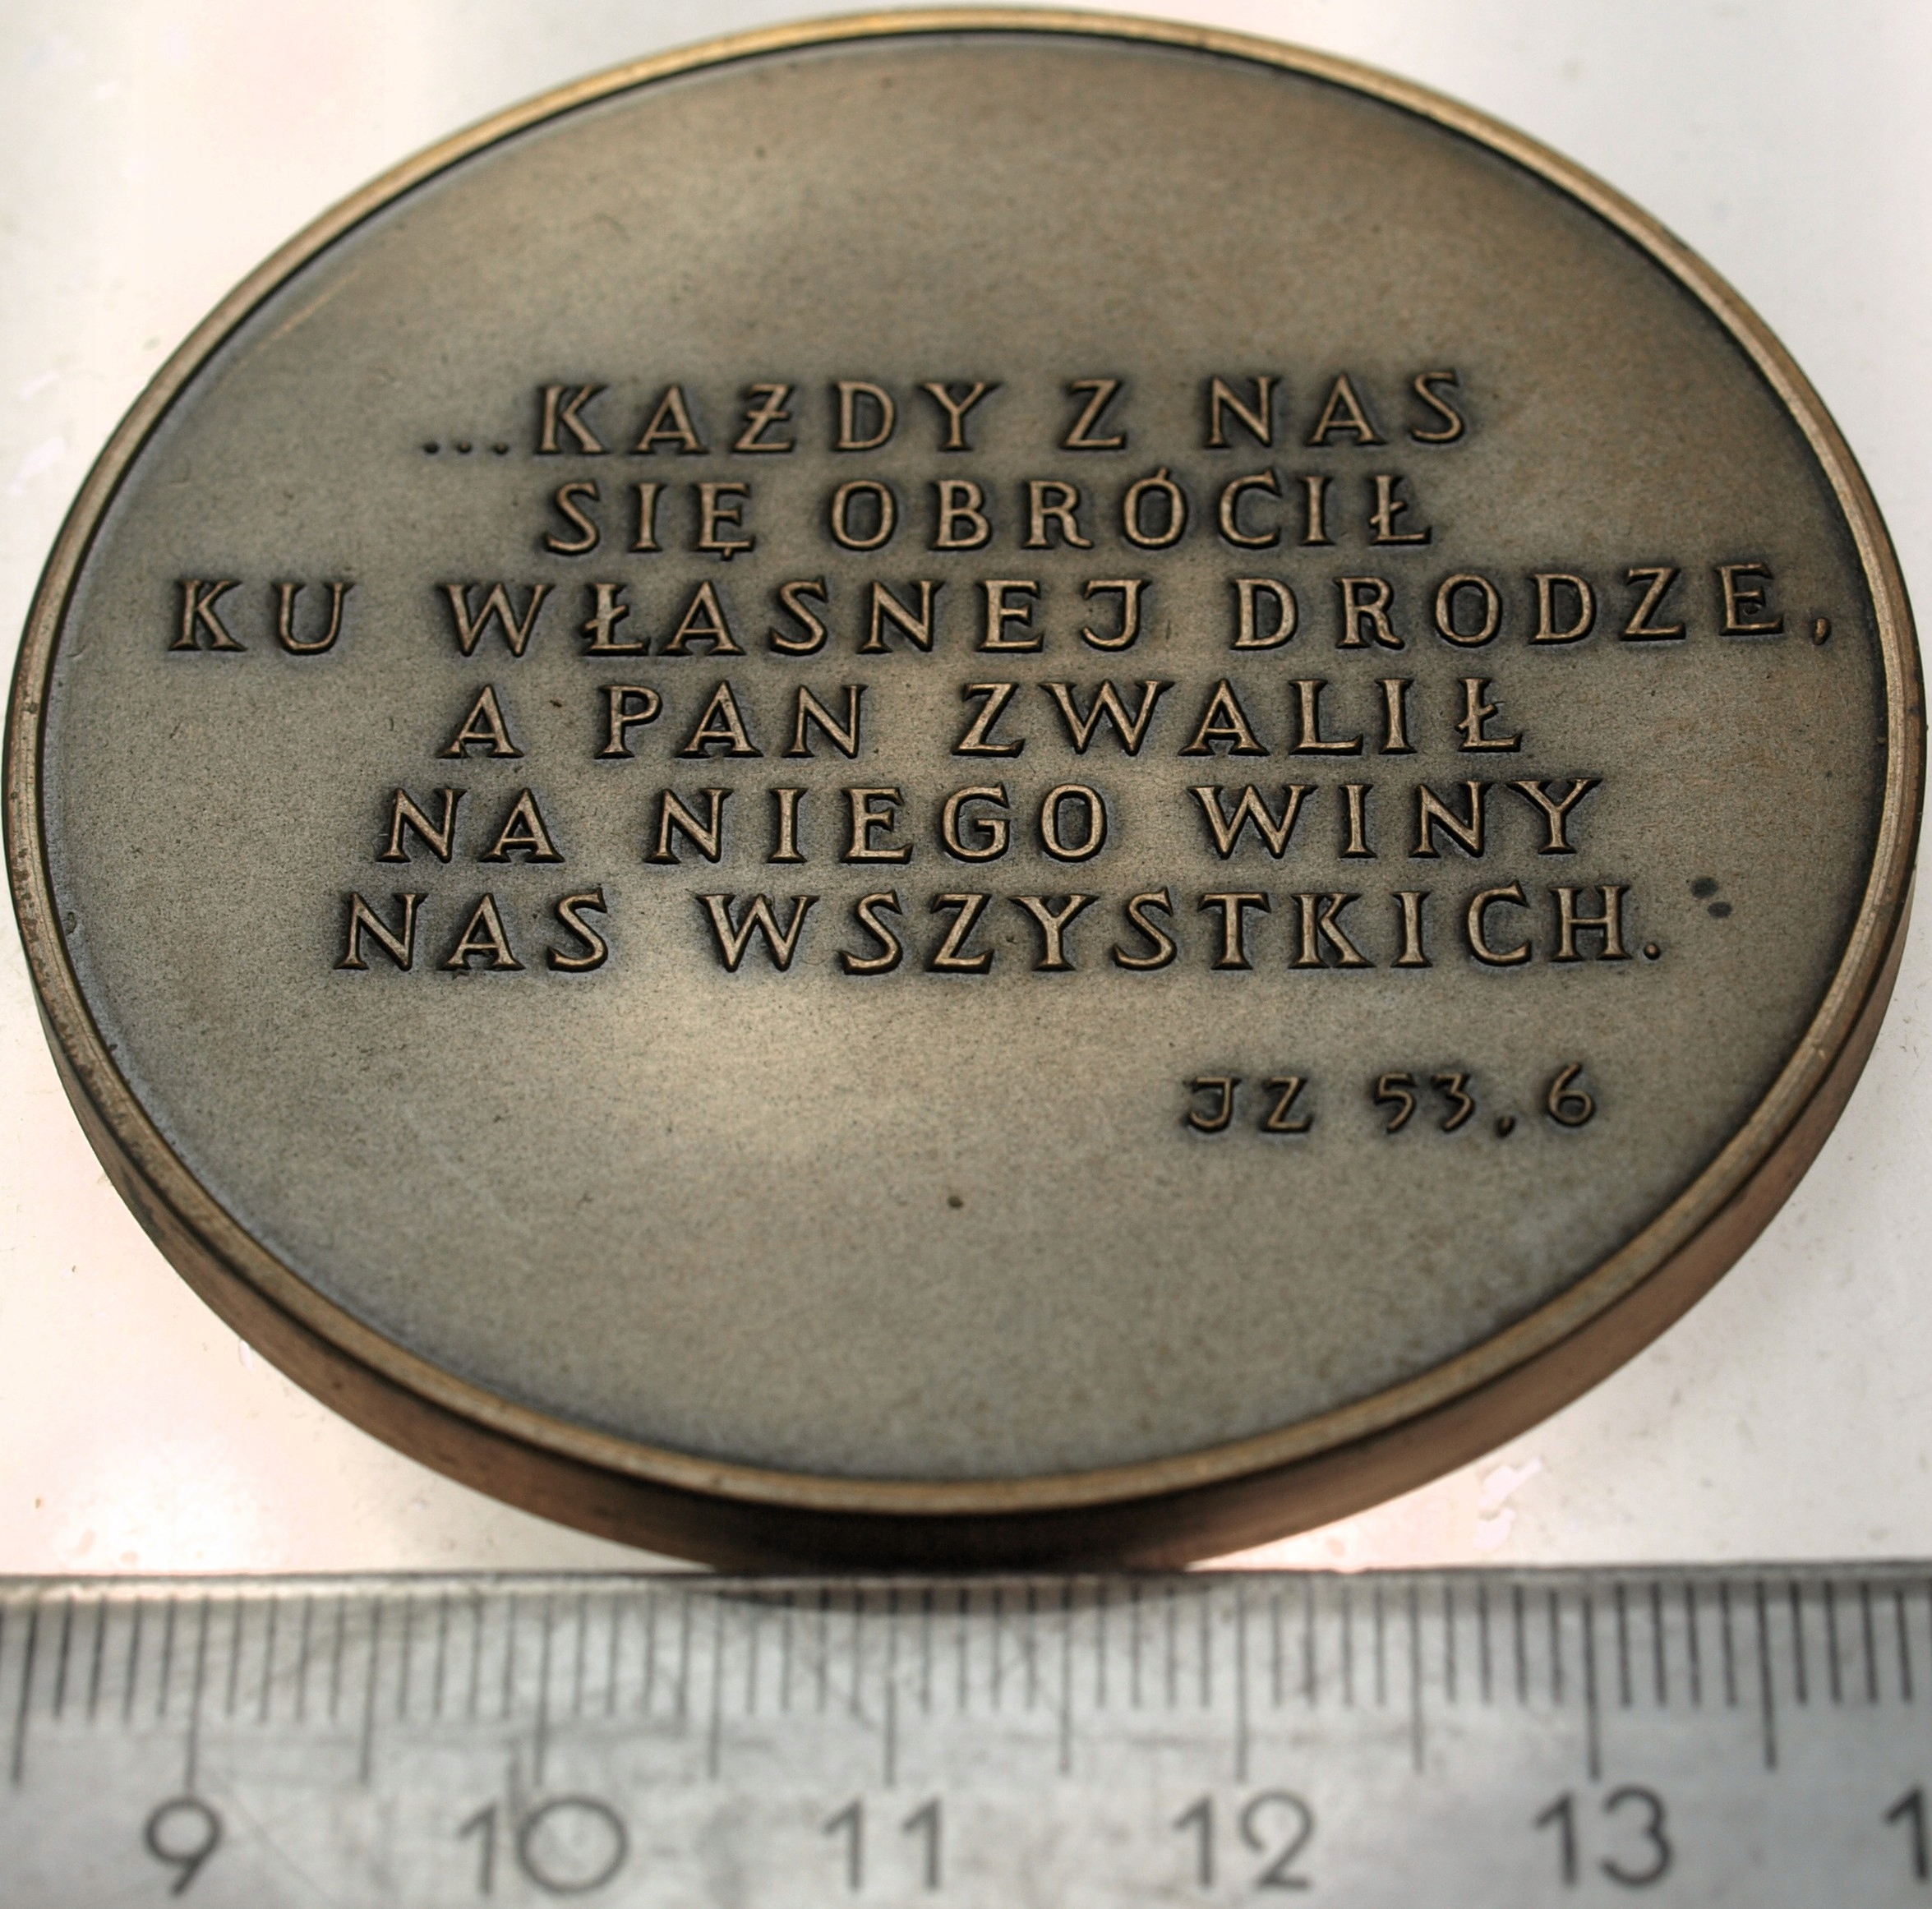 ...KAƵDY Z NAS
SIĘ OBRÓCIŁ
KU WŁASNEJ DRODZE,
A PAN ZWALIŁ
NA NIEGO WINY
NAS WSZYSTKICH.
JZ 53,6
9 10 11 12 13